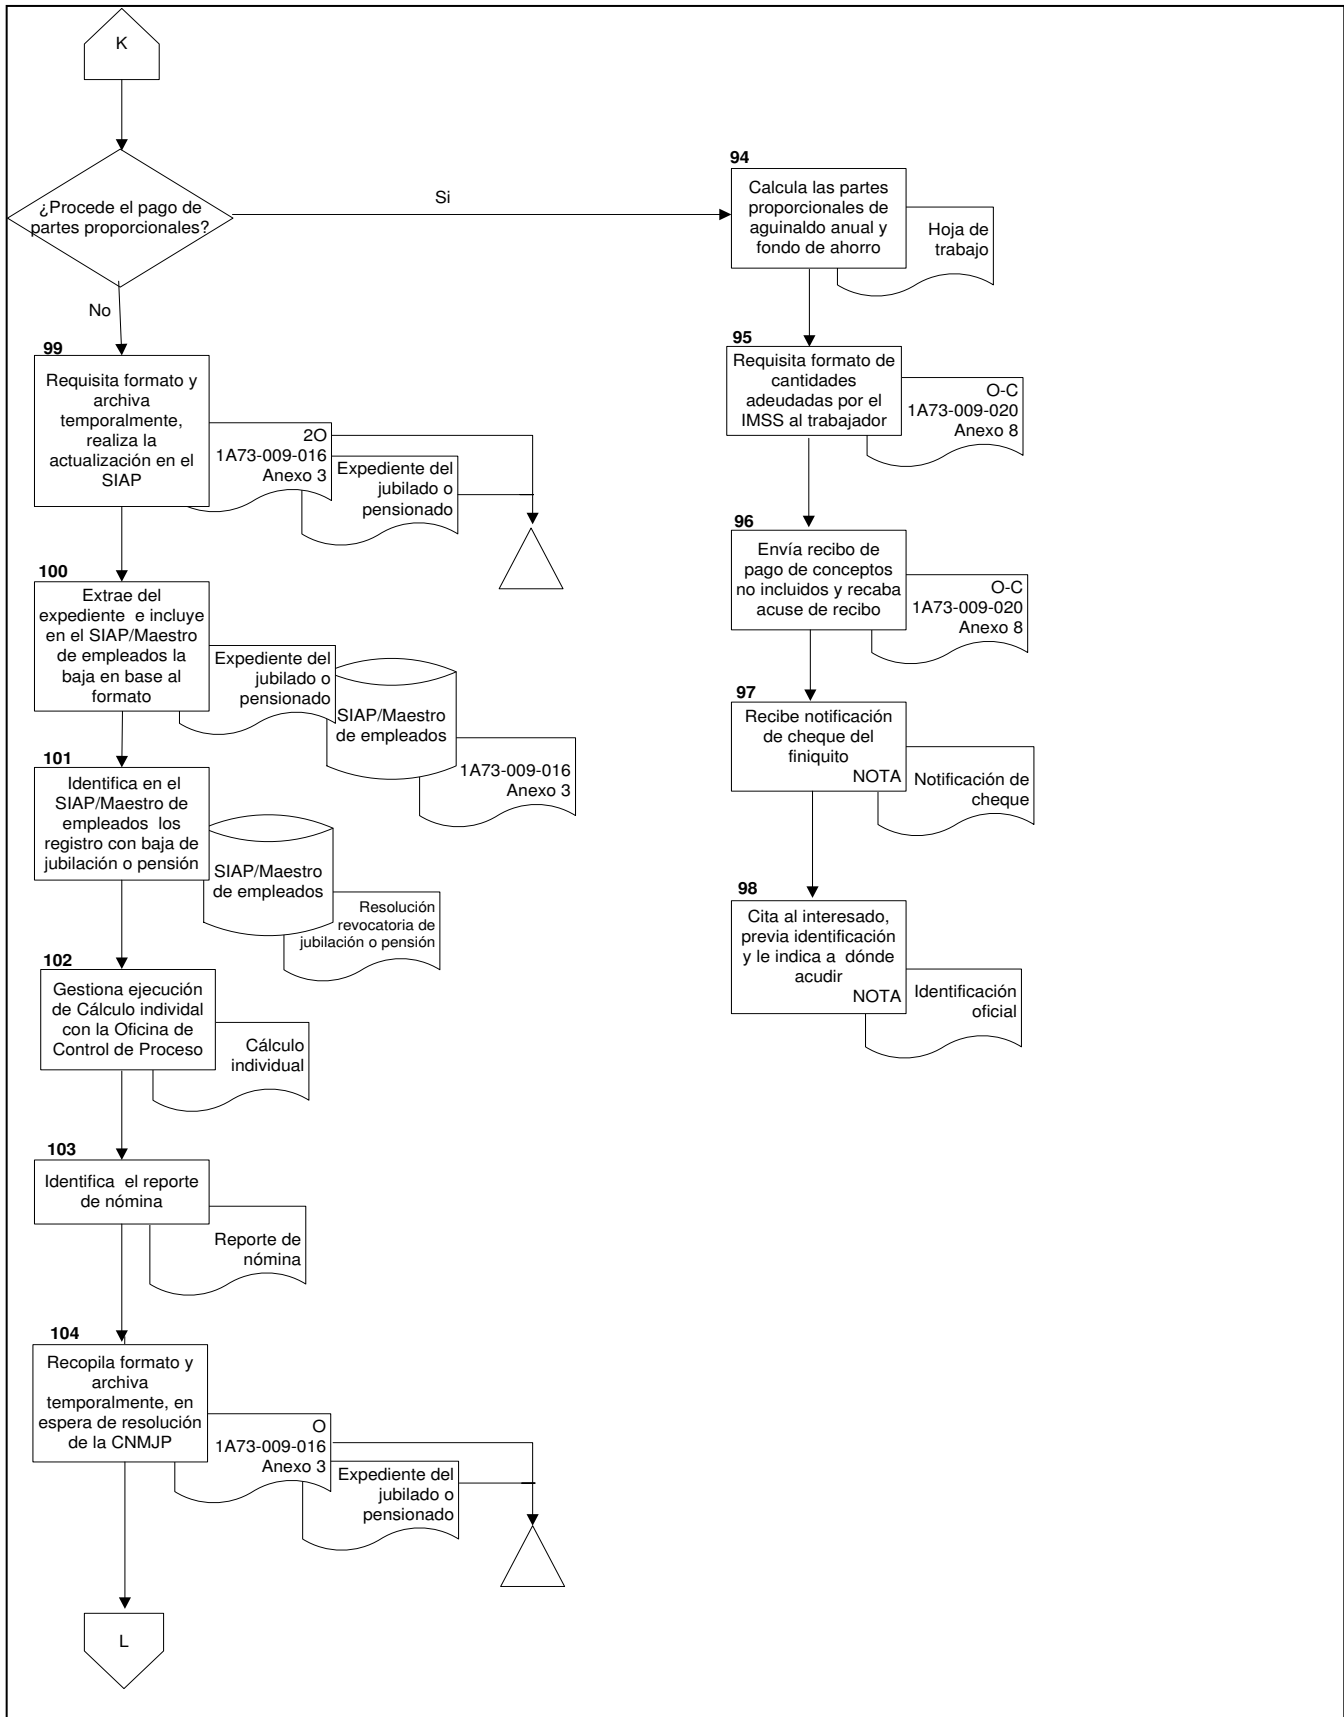 K
¿Procede el pago de
partes proporcionales?
Si
No
94
Calcula las partes
proporcionales de
aguinaldo anual y
fondo de ahorro
Hoja de
trabajo
95
Requisita formato de
cantidades
adeudadas por el
IMSS al trabajador
O-C
1A73-009-020
Anexo 8
96
Envía recibo de
pago de conceptos
no incluidos y recaba
acuse de recibo
O-C
1A73-009-020
Anexo 8
97
Recibe notificación
de cheque del
finiquito
NOTA
Notificación de
cheque
98
Cita al interesado,
previa identificación
y le indica a dónde
acudir
NOTA
Identificación
oficial
99
Requisita formato y
archiva
temporalmente,
realiza la
actualización en el
SIAP
2O
1A73-009-016
Anexo 3
Expediente del
jubilado o
pensionado
100
Extrae del
expediente e incluye
en el SIAP/Maestro
de empleados la
baja en base al
formato
Expediente del
jubilado o
pensionado
SIAP/Maestro
de empleados
1A73-009-016
Anexo 3
101
Identifica en el
SIAP/Maestro de
empleados los
registro con baja de
jubilación o pensión
SIAP/Maestro
de empleados
Resolución
revocatoria de
jubilación o pensión
102
Gestiona ejecución
de Cálculo individal
con la Oficina de
Control de Proceso
Cálculo
individual
103
Identifica el reporte
de nómina
Reporte de
nómina
104
Recopila formato y
archiva
temporalmente, en
espera de resolución
de la CNMJP
O
1A73-009-016
Anexo 3
Expediente del
jubilado o
pensionado
L